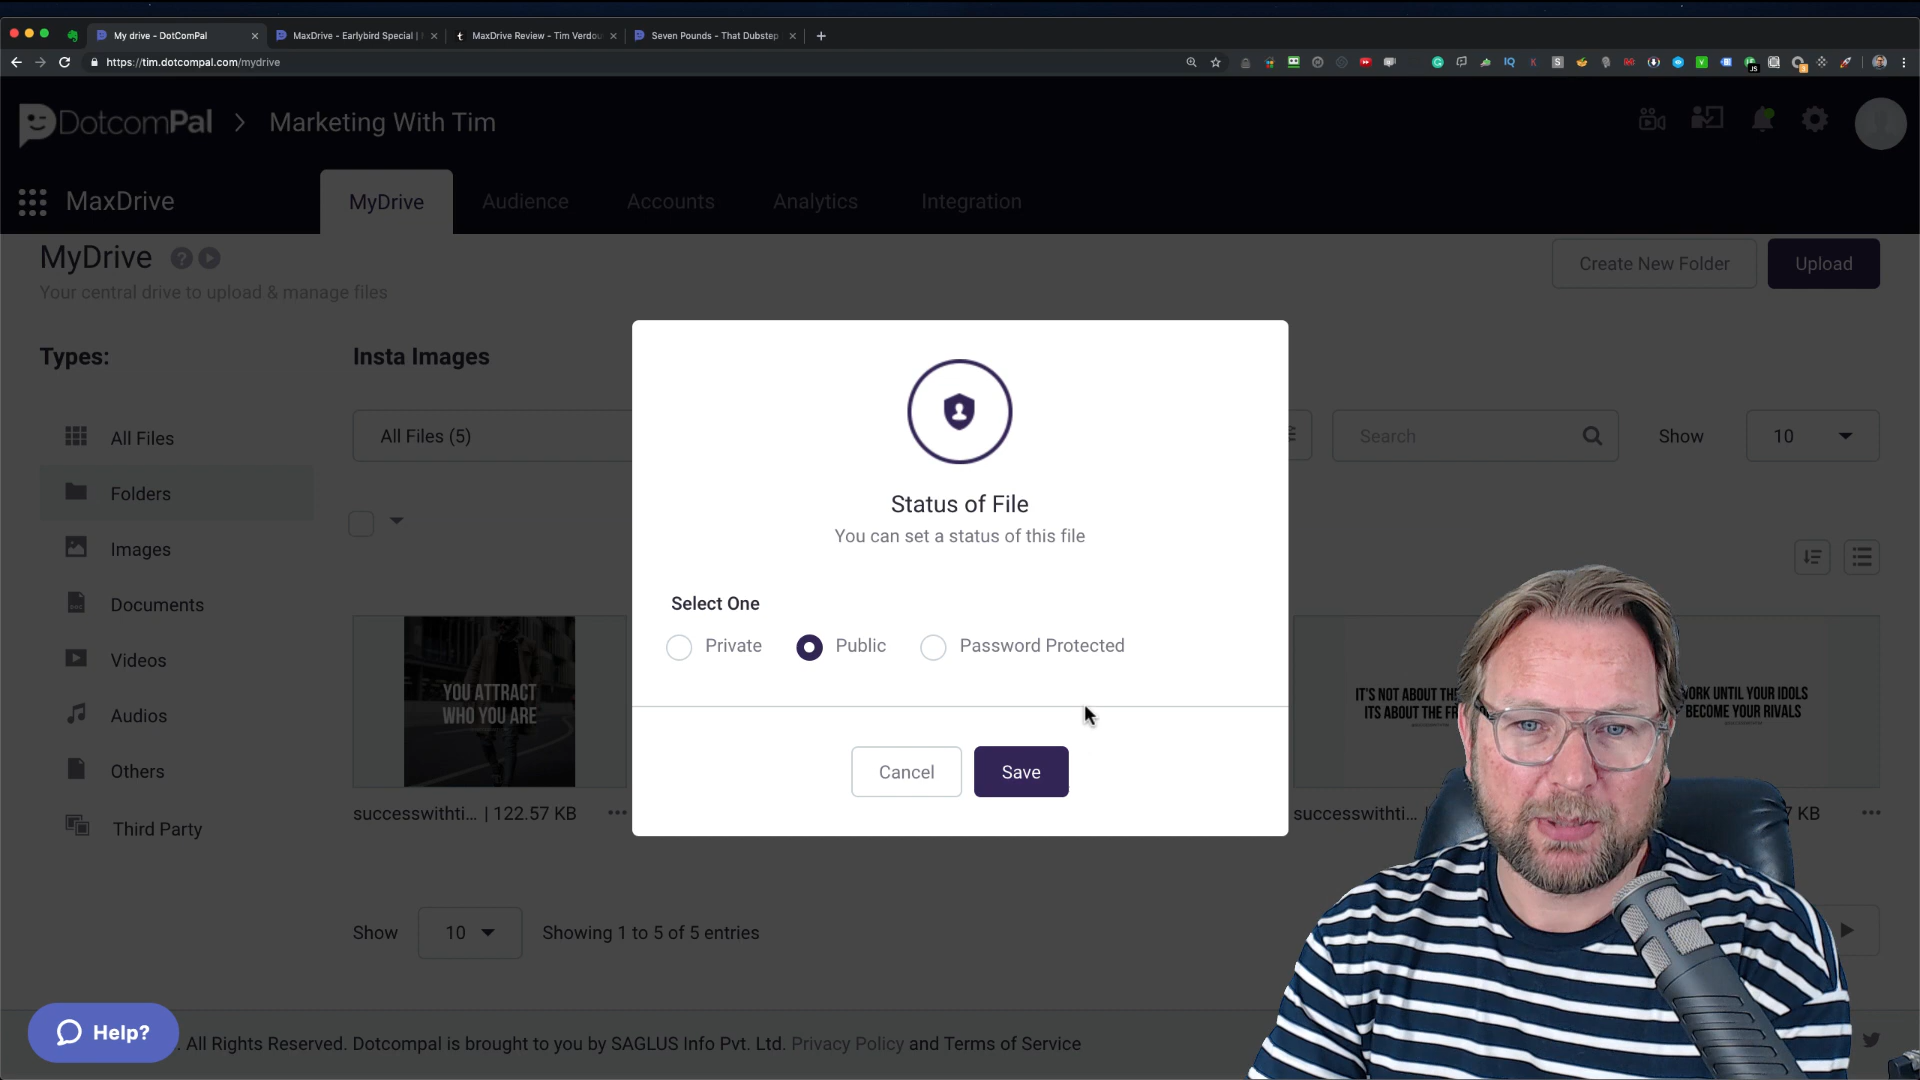 My drive - DotComPal
MaxDrive - Earlybird Special |
MaxDrive Review - Tim Verdou
Seven Pounds - That Dubstep
https://tim.dotcompal.com/mydrive
DotcomPal
Marketing With Tim
MaxDrive
MyDrive
Audience
Accounts
Analytics
Integration
MyDrive
Your central drive to upload & manage files
Create New Folder
Upload
Types:
Insta Images
All Files
Folders
Images
Documents
Videos
Audios
Others
Third Party
All Files (5)
Search
Show
10
Status of File
You can set a status of this file
Select One
Private
Public
Password Protected
Cancel
Save
YOU ATTRACT
WHO YOU ARE
successwithti... | 122.57 KB
IT'S NOT ABOUT
ITS ABOUT THE
WORK UNTIL YOUR IDOLS
BECOME YOUR RIVALS
successwithti...
KB
Show
10
Showing 1 to 5 of 5 entries
Help?
All Rights Reserved. Dotcompal is brought to you by SAGLUS Info Pvt. Ltd. Privacy Policy and Terms of Service